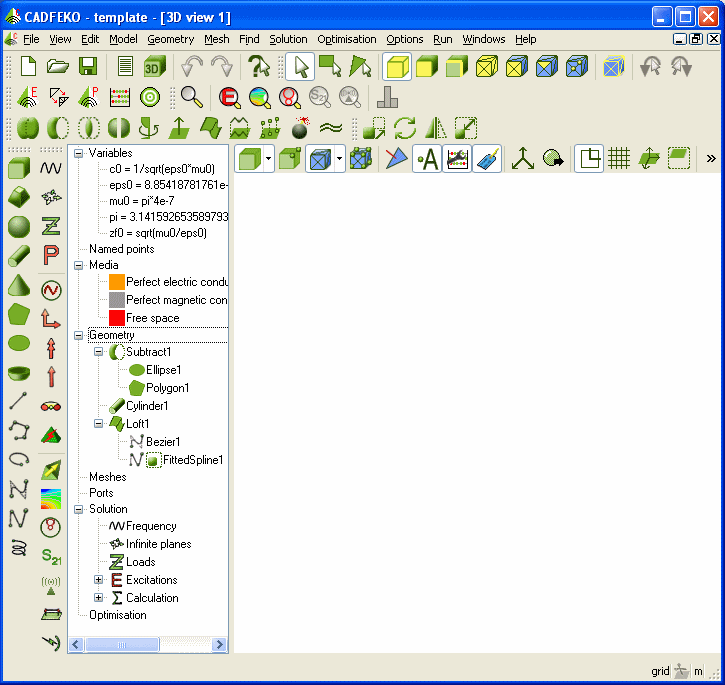 CADFEKO - template - [3D view 1]
File View Edit Model Geometry Mesh Find Solution Optimisation Options Run Windows Help
3D
E P E S21
A »
Variables
c0 = 1/sqrt(eps0*mu0)
eps0 = 8.85418781761e-
mu0 = pi*4e-7
pi = 3.141592653589793
zf0 = sqrt(mu0/eps0)
Named points
Media
Perfect electric condu
Perfect magnetic con
Free space
Geometry
Subtract1
Ellipse1
Polygon1
Cylinder1
Loft1
Bezier1
FittedSpline1
Meshes
Ports
Solution
Frequency
Infinite planes
Loads
E Excitations
Σ Calculation
Optimisation
P
S21
grid m